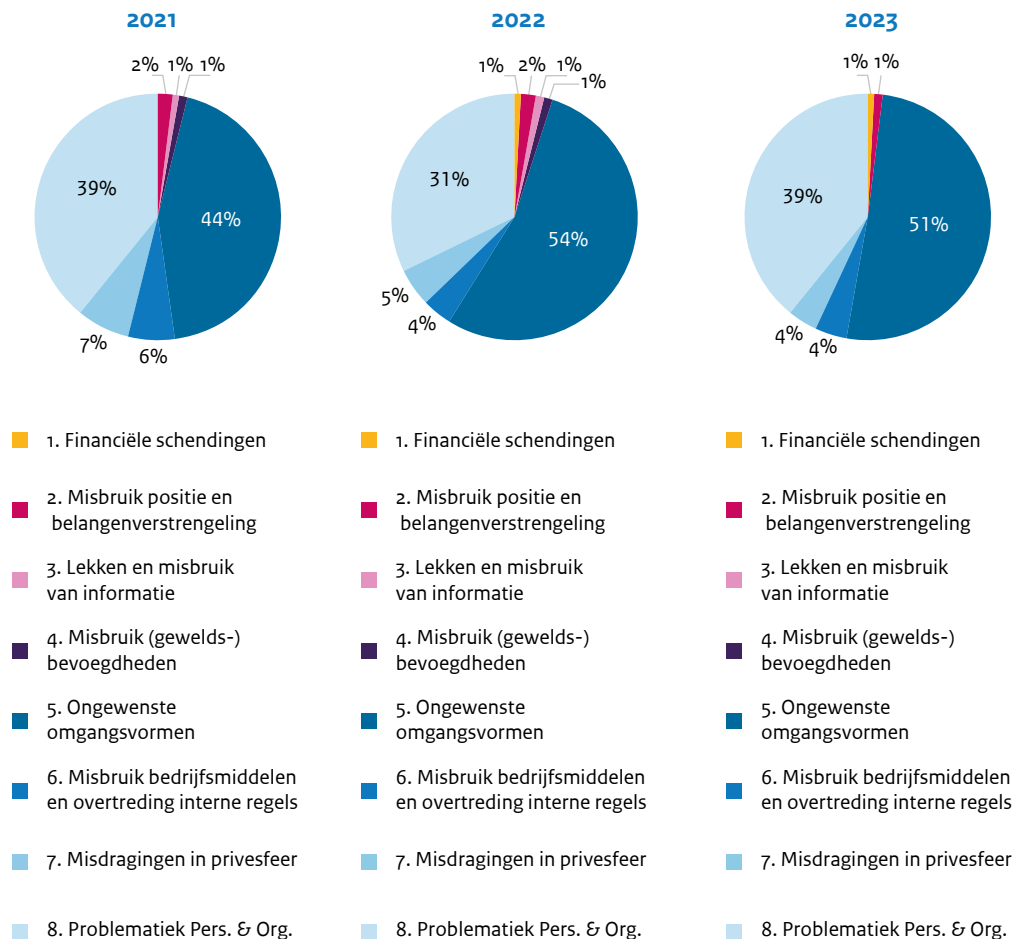 2021
2% 1% 1%
39%
44%
7%
6%
1. Financiële schendingen
2. Misbruik positie en
belangenverstrengeling
3. Lekken en misbruik
van informatie
4. Misbruik (gewelds-)
bevoegdheden
5. Ongewenste
omgangsvormen
6. Misbruik bedrijfsmiddelen
en overtreding interne regels
7. Misdragingen in privesfeer
8. Problematiek Pers. & Org.
2022
1% 2% 1%
1%
31%
54%
5%
4%
1. Financiële schendingen
2. Misbruik positie en
belangenverstrengeling
3. Lekken en misbruik
van informatie
4. Misbruik (gewelds-)
bevoegdheden
5. Ongewenste
omgangsvormen
6. Misbruik bedrijfsmiddelen
en overtreding interne regels
7. Misdragingen in privesfeer
8. Problematiek Pers. & Org.
2023
1% 1%
39%
51%
4%
4%
1. Financiële schendingen
2. Misbruik positie en
belangenverstrengeling
3. Lekken en misbruik
van informatie
4. Misbruik (gewelds-)
bevoegdheden
5. Ongewenste
omgangsvormen
6. Misbruik bedrijfsmiddelen
en overtreding interne regels
7. Misdragingen in privesfeer
8. Problematiek Pers. & Org.